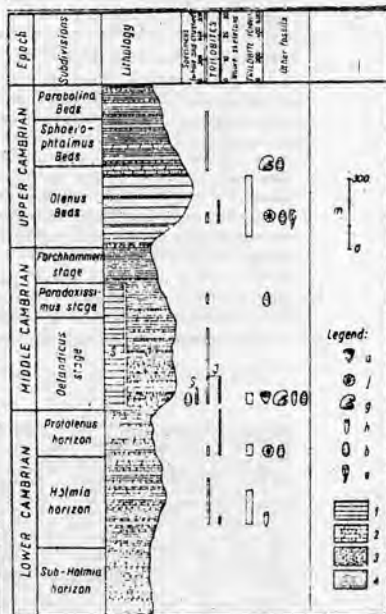 Epoch
Subdivisions
Lithology
Specimens
TRILOBITES
TRILOBITE
Other fossils
UPPER CAMBRIAN
Parabolina
Beds
Sphaero-
phtalmus
Beds
Olenus
Beds
MIDDLE CAMBRIAN
Forchhammeri
stage
Paradoxissi-
mus stage
Oelandicus
stage
LOWER CAMBRIAN
Protolenus
horizon
Holmia
horizon
Sub-Holmia
horizon
S
J
S
J
300
m
0
Legend:
a
j
g
h
b
e
1
2
3
4